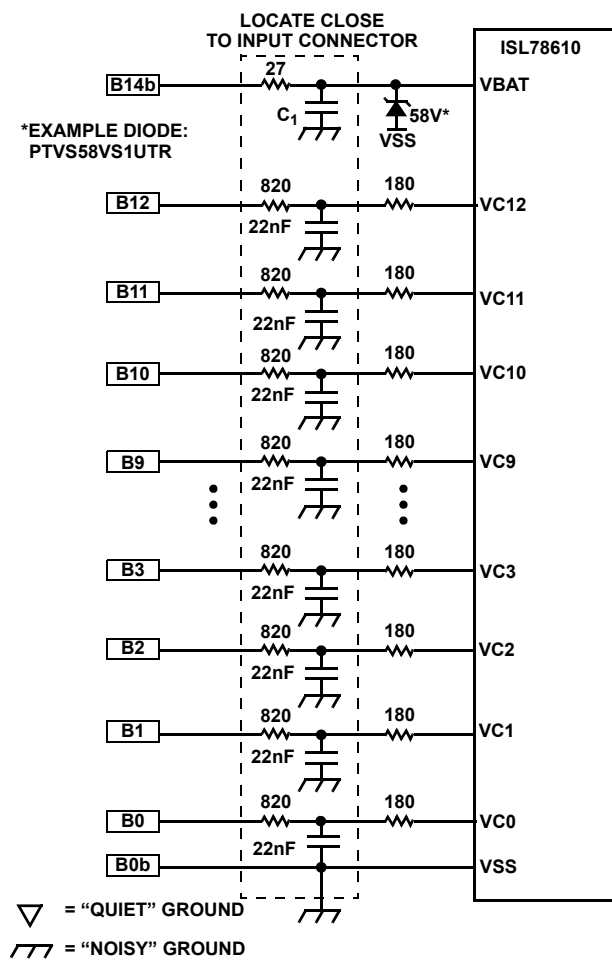 LOCATE CLOSE
TO INPUT CONNECTOR
ISL78610
B14b
27
C1
58V*
VSS
VBAT
*EXAMPLE DIODE:
PTVS58VS1UTR
B12
820
22nF
180
VC12
B11
820
22nF
180
VC11
B10
820
22nF
180
VC10
B9
820
22nF
180
VC9
B3
820
22nF
180
VC3
B2
820
22nF
180
VC2
B1
820
22nF
180
VC1
B0
820
22nF
180
VC0
B0b
VSS
= “QUIET” GROUND
= “NOISY” GROUND